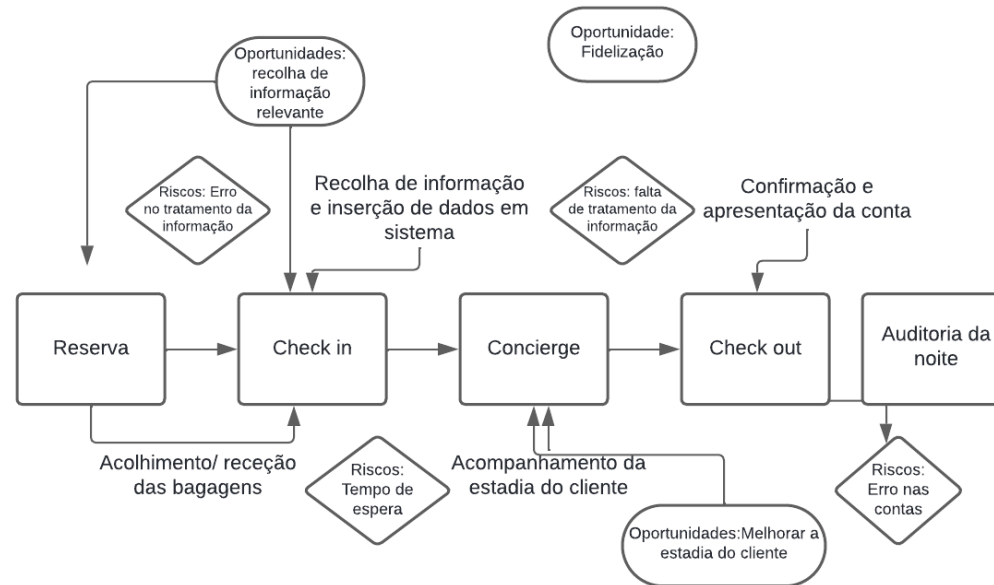 Oportunidades:
recolha de
informação
relevante
Oportunidade:
Fidelização
Riscos: Erro
no tratamento da
informação
Recolha de informação
e inserção de dados em
sistema
Riscos: falta
de tratamento da
informação
Confirmação e
apresentação da conta
Reserva
Check in
Concierge
Check out
Auditoria da
noite
Acolhimento/ receção
das bagagens
Riscos:
Tempo de
espera
Acompanhamento da
estadia do cliente
Riscos:
Erro nas
contas
Oportunidades:Melhorar a
estadia do cliente